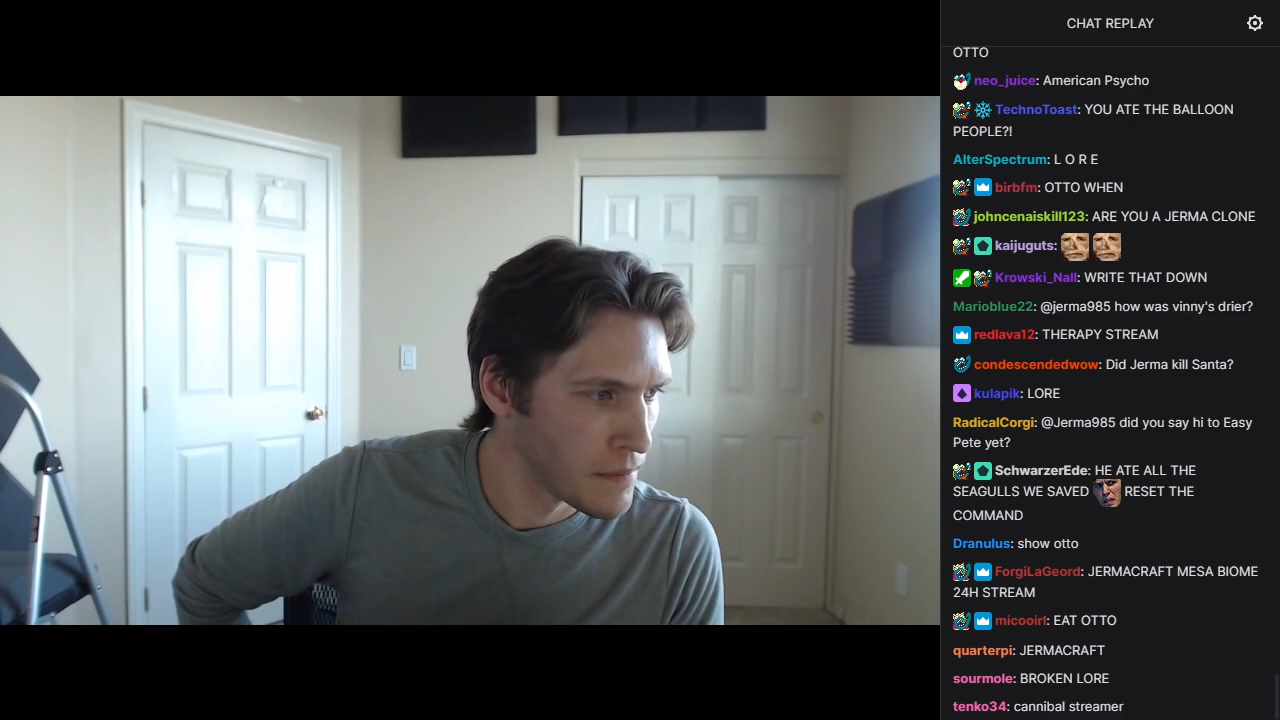 CHAT REPLAY
OTTO
neo_juice: American Psycho
TechnoToast: YOU ATE THE BALLOON
PEOPLE?!
AlterSpectrum: L O R E
birbfm: OTTO WHEN
johncenaiskill123: ARE YOU A JERMA CLONE
kaijuguts:
Krowski_Nall: WRITE THAT DOWN
Marioblue22: @jerma985 how was vinny's drier?
redlava12: THERAPY STREAM
condescendedwow: Did Jerma kill Santa?
kulapik: LORE
RadicalCorgi: @Jerma985 did you say hi to Easy
Pete yet?
SchwarzerEde: HE ATE ALL THE
SEAGULLS WE SAVED RESET THE
COMMAND
Dranulus: show otto
ForgiLaGeord: JERMACRAFT MESA BIOME
24H STREAM
micooirl: EAT OTTO
quarterpi: JERMACRAFT
sourmole: BROKEN LORE
tenko34: cannibal streamer